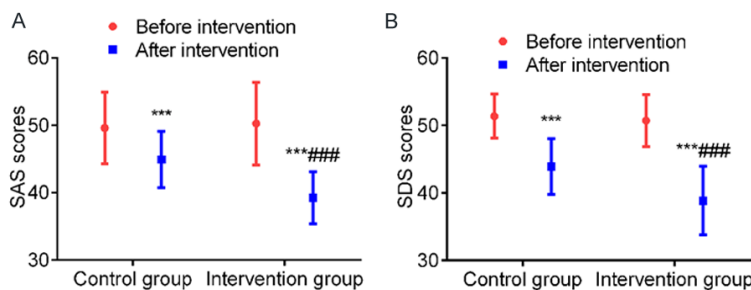 A
Before intervention
After intervention
60
50
40
30
SAS scores
***
***###
Control group
Intervention group
B
Before intervention
After intervention
60
50
40
30
SDS scores
***
***###
Control group
Intervention group